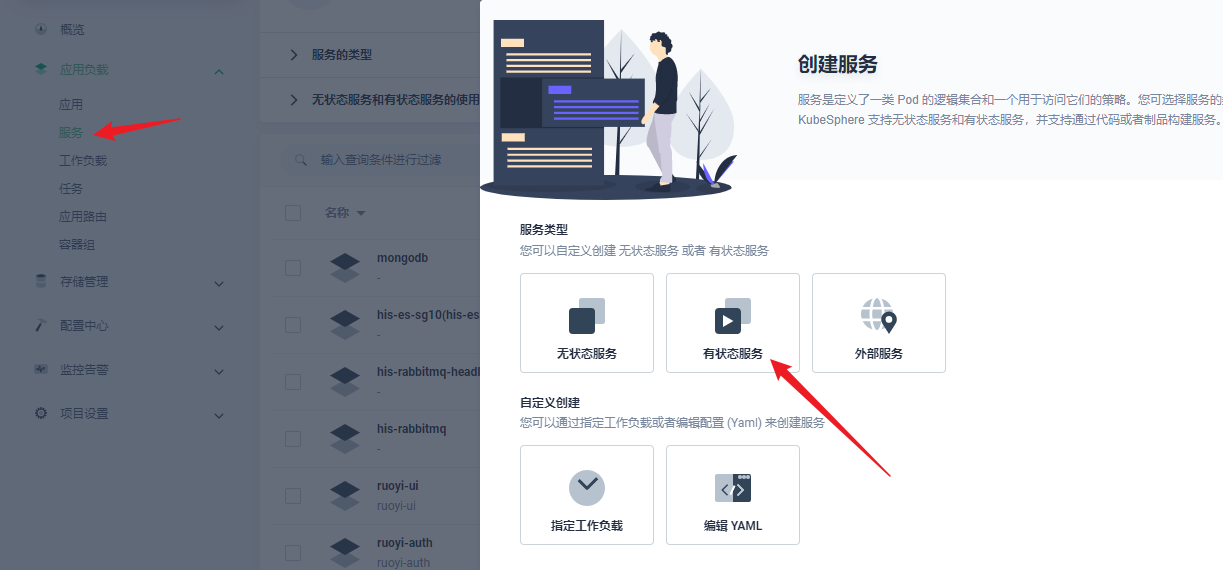 概览
应用负载
应用
服务
工作负载
任务
应用路由
容器组
存储管理
配置中心
监控告警
项目设置
服务的类型
无状态服务和有状态服务的使用
输入查询条件进行过滤
名称
mongodb
-
his-es-sg10(his-es
-
his-rabbitmq-head
-
his-rabbitmq
-
ruoyi-ui
ruoyi-ui
ruoyi-auth
ruoyi-auth
创建服务
服务是定义了一类 Pod 的逻辑集合和一个用于访问它们的策略。您可选择服务的
KubeSphere 支持无状态服务和有状态服务，并支持通过代码或者制品构建服务。
服务类型
您可以自定义创建 无状态服务 或者 有状态服务
无状态服务
有状态服务
外部服务
自定义创建
您可以通过指定工作负载或者编辑配置 (Yaml) 来创建服务
指定工作负载
编辑 YAML